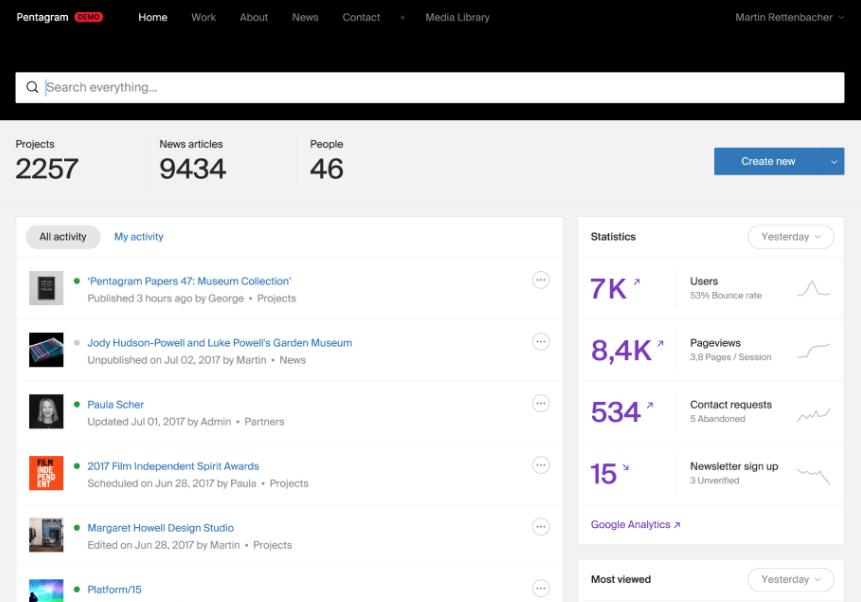 Pentagram DEMO Home Work About News Contact • Media Library Martin Rettenbacher
Search everything...
Projects
2257
News articles
9434
People
46
Create new
All activity My activity
'Pentagram Papers 47: Museum Collection'
Published 3 hours ago by George • Projects
Jody Hudson-Powell and Luke Powell's Garden Museum
Unpublished on Jul 02, 2017 by Martin • News
Paula Scher
Updated Jul 01, 2017 by Admin • Partners
FILM
INDE
PEND
ENT
2017 Film Independent Spirit Awards
Scheduled on Jun 28, 2017 by Paula • Projects
Margaret Howell Design Studio
Edited on Jun 28, 2017 by Martin • Projects
Platform/15
Statistics Yesterday
7K Users
53% Bounce rate
8,4K Pageviews
3,8 Pages / Session
534 Contact requests
5 Abandoned
15 Newsletter sign up
3 Unverified
Google Analytics
Most viewed Yesterday